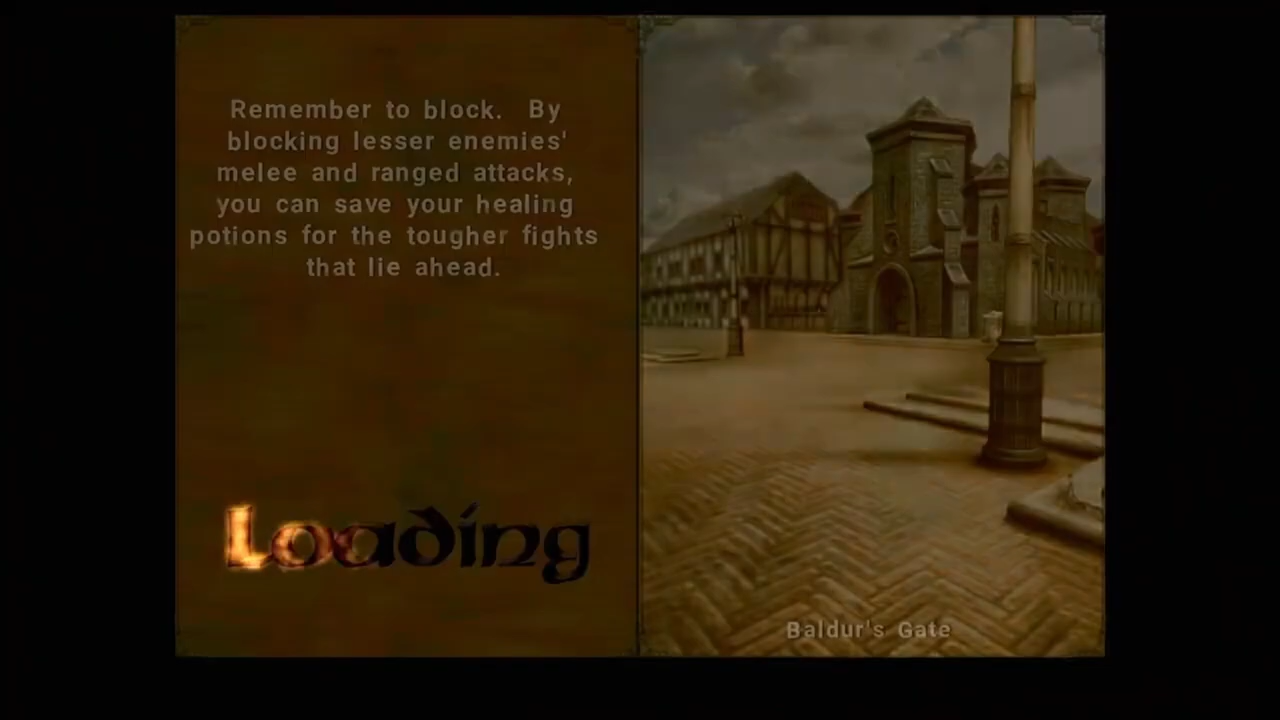 Remember to block. By
blocking lesser enemies'
melee and ranged attacks,
you can save your healing
potions for the tougher fights
that lie ahead.
Loading
Baldur's Gate